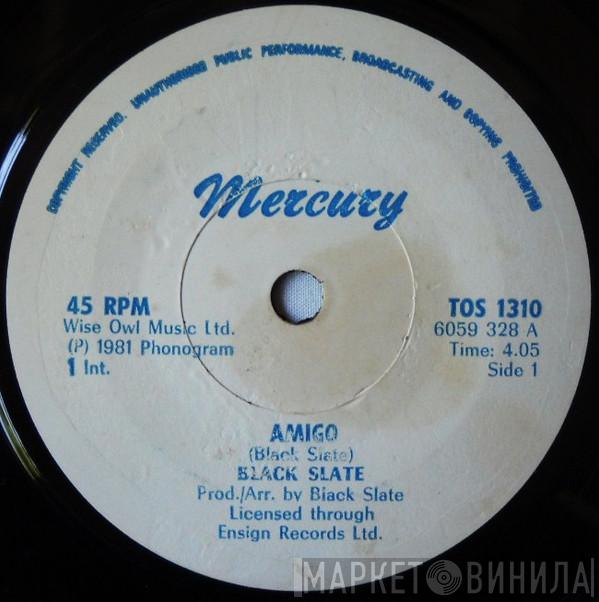 COPYRIGHT RESERVED. UNAUTHORISED PUBLIC PERFORMANCE, BROADCASTING AND COPYING PROHIBITED
Mercury
45 RPM
Wise Owl Music Ltd.
(P) 1981 Phonogram
1 Int.
TOS 1310
6059 328 A
Time: 4.05
Side 1
AMIGO
(Black Slate)
BLACK SLATE
Prod./Arr. by Black Slate
Licensed through
Ensign Records Ltd.
МАРКЕТ ВИНИЛА